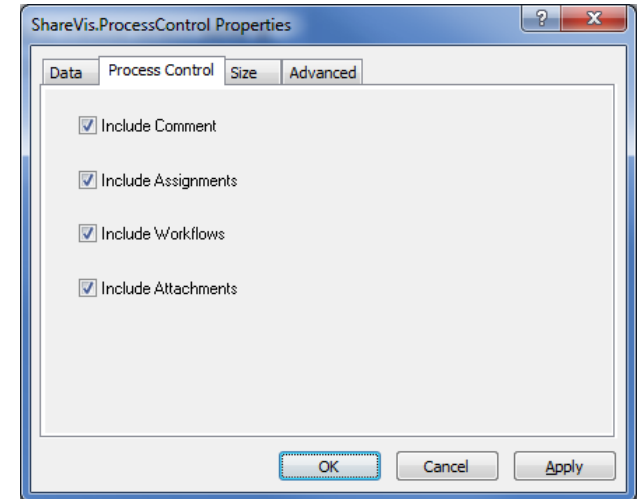 ShareVis.ProcessControl Properties
Data Process Control Size Advanced
Include Comment
Include Assignments
Include Workflows
Include Attachments
OK Cancel Apply